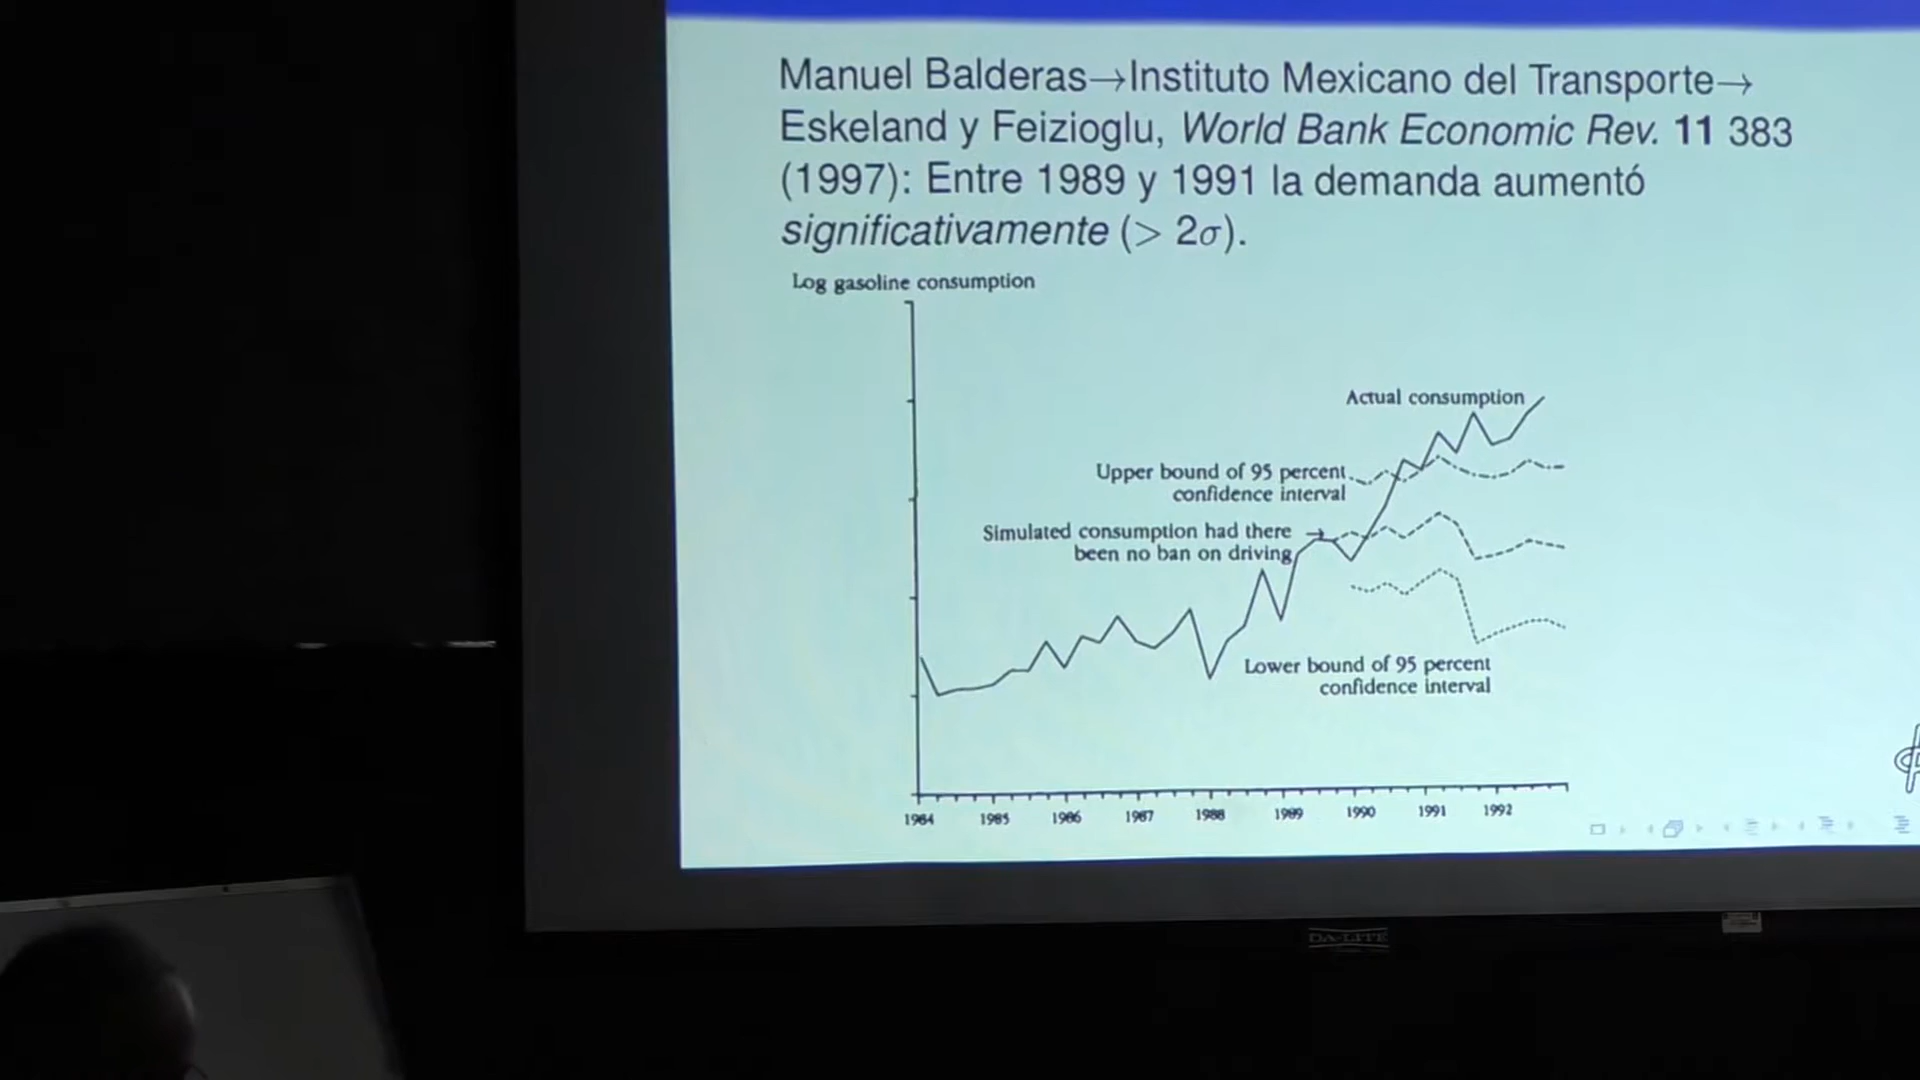 Manuel Balderas→Instituto Mexicano del Transporte→
Eskeland y Feizioglu, World Bank Economic Rev. 11 383
(1997): Entre 1989 y 1991 la demanda aumentó
significativamente (> 2σ).
Log gasoline consumption
Actual consumption
Upper bound of 95 percent
confidence interval
Simulated consumption had there
been no ban on driving
Lower bound of 95 percent
confidence interval
1984 1985 1986 1987 1988 1989 1990 1991 1992
DA-LITE